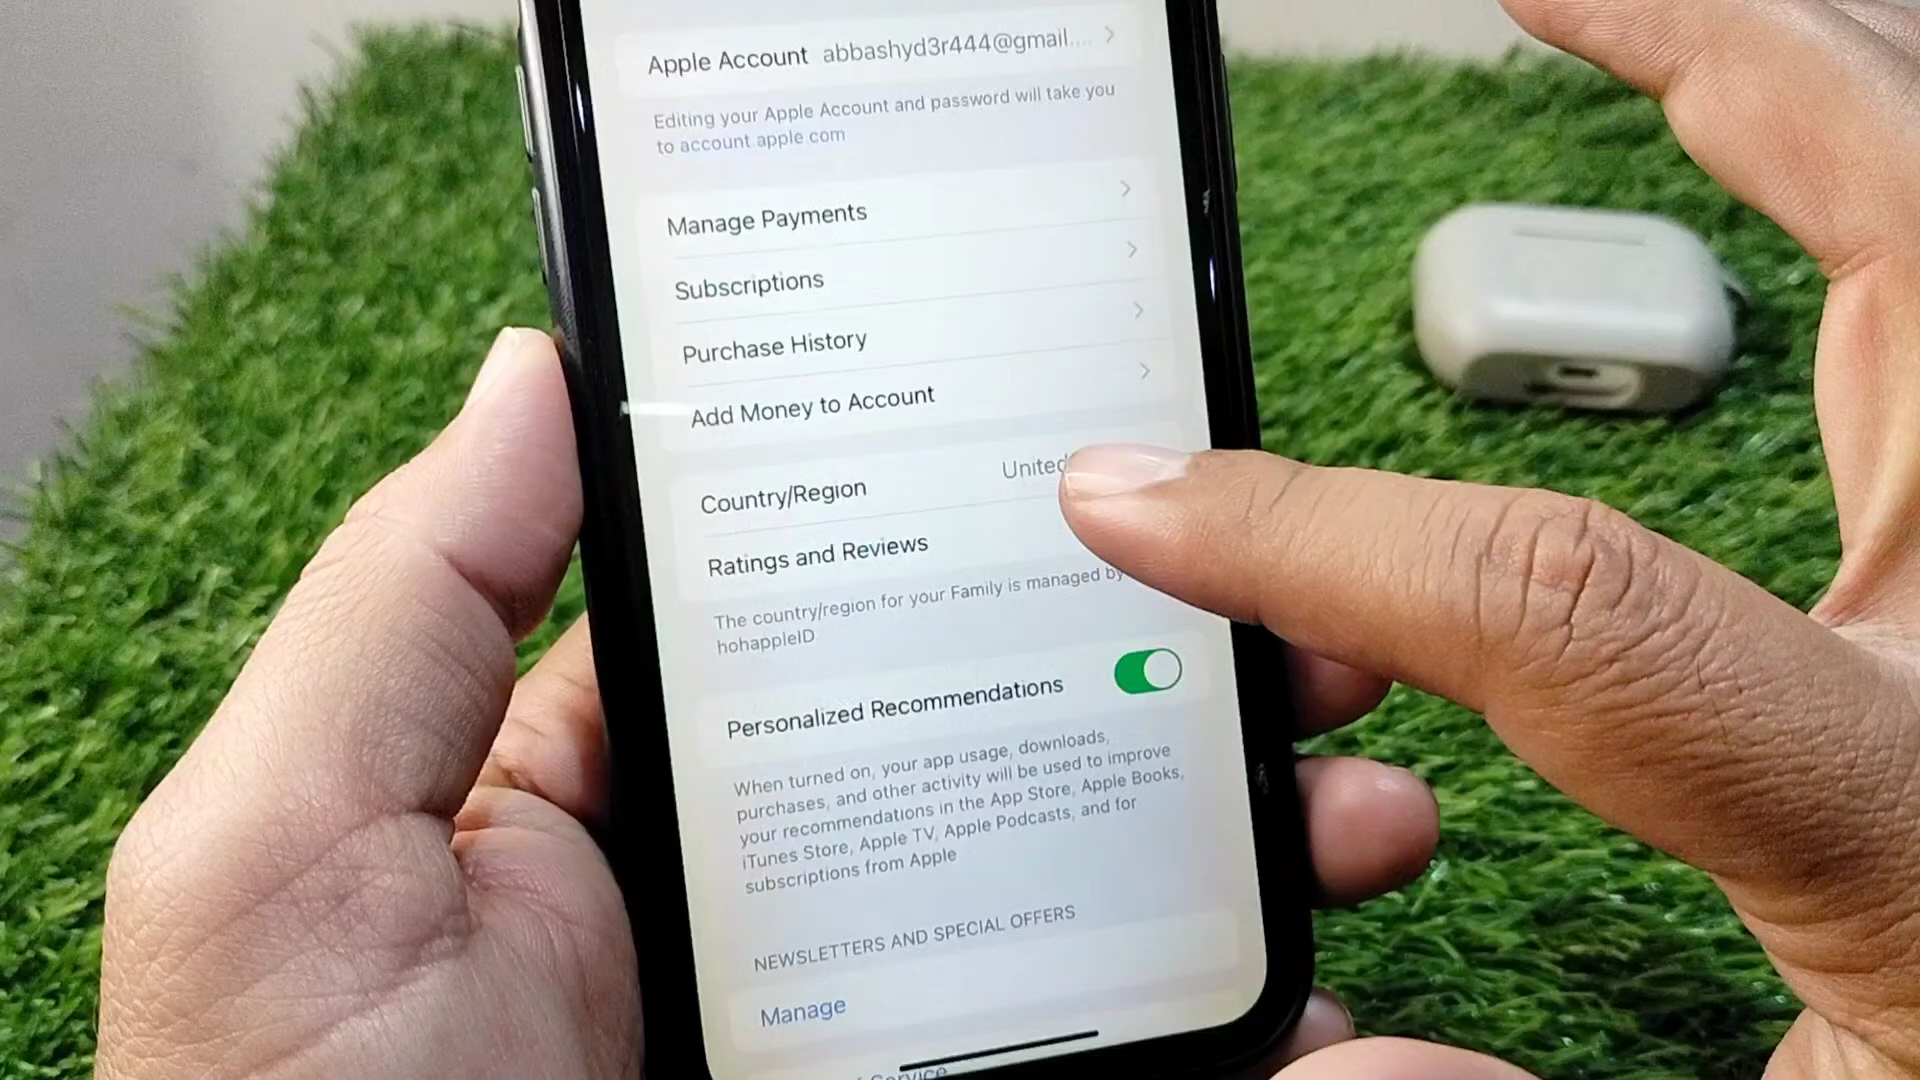 Apple Account abbashyd3r444@gmail....
Editing your Apple Account and password will take you
to account.apple.com
Manage Payments
Subscriptions
Purchase History
Add Money to Account
Country/Region United
Ratings and Reviews
The country/region for your Family is managed by
hohappleID
Personalized Recommendations
When turned on, your app usage, downloads,
purchases, and other activity will be used to improve
your recommendations in the App Store, Apple Books,
iTunes Store, Apple TV, Apple Podcasts, and for
subscriptions from Apple
NEWSLETTERS AND SPECIAL OFFERS
Manage